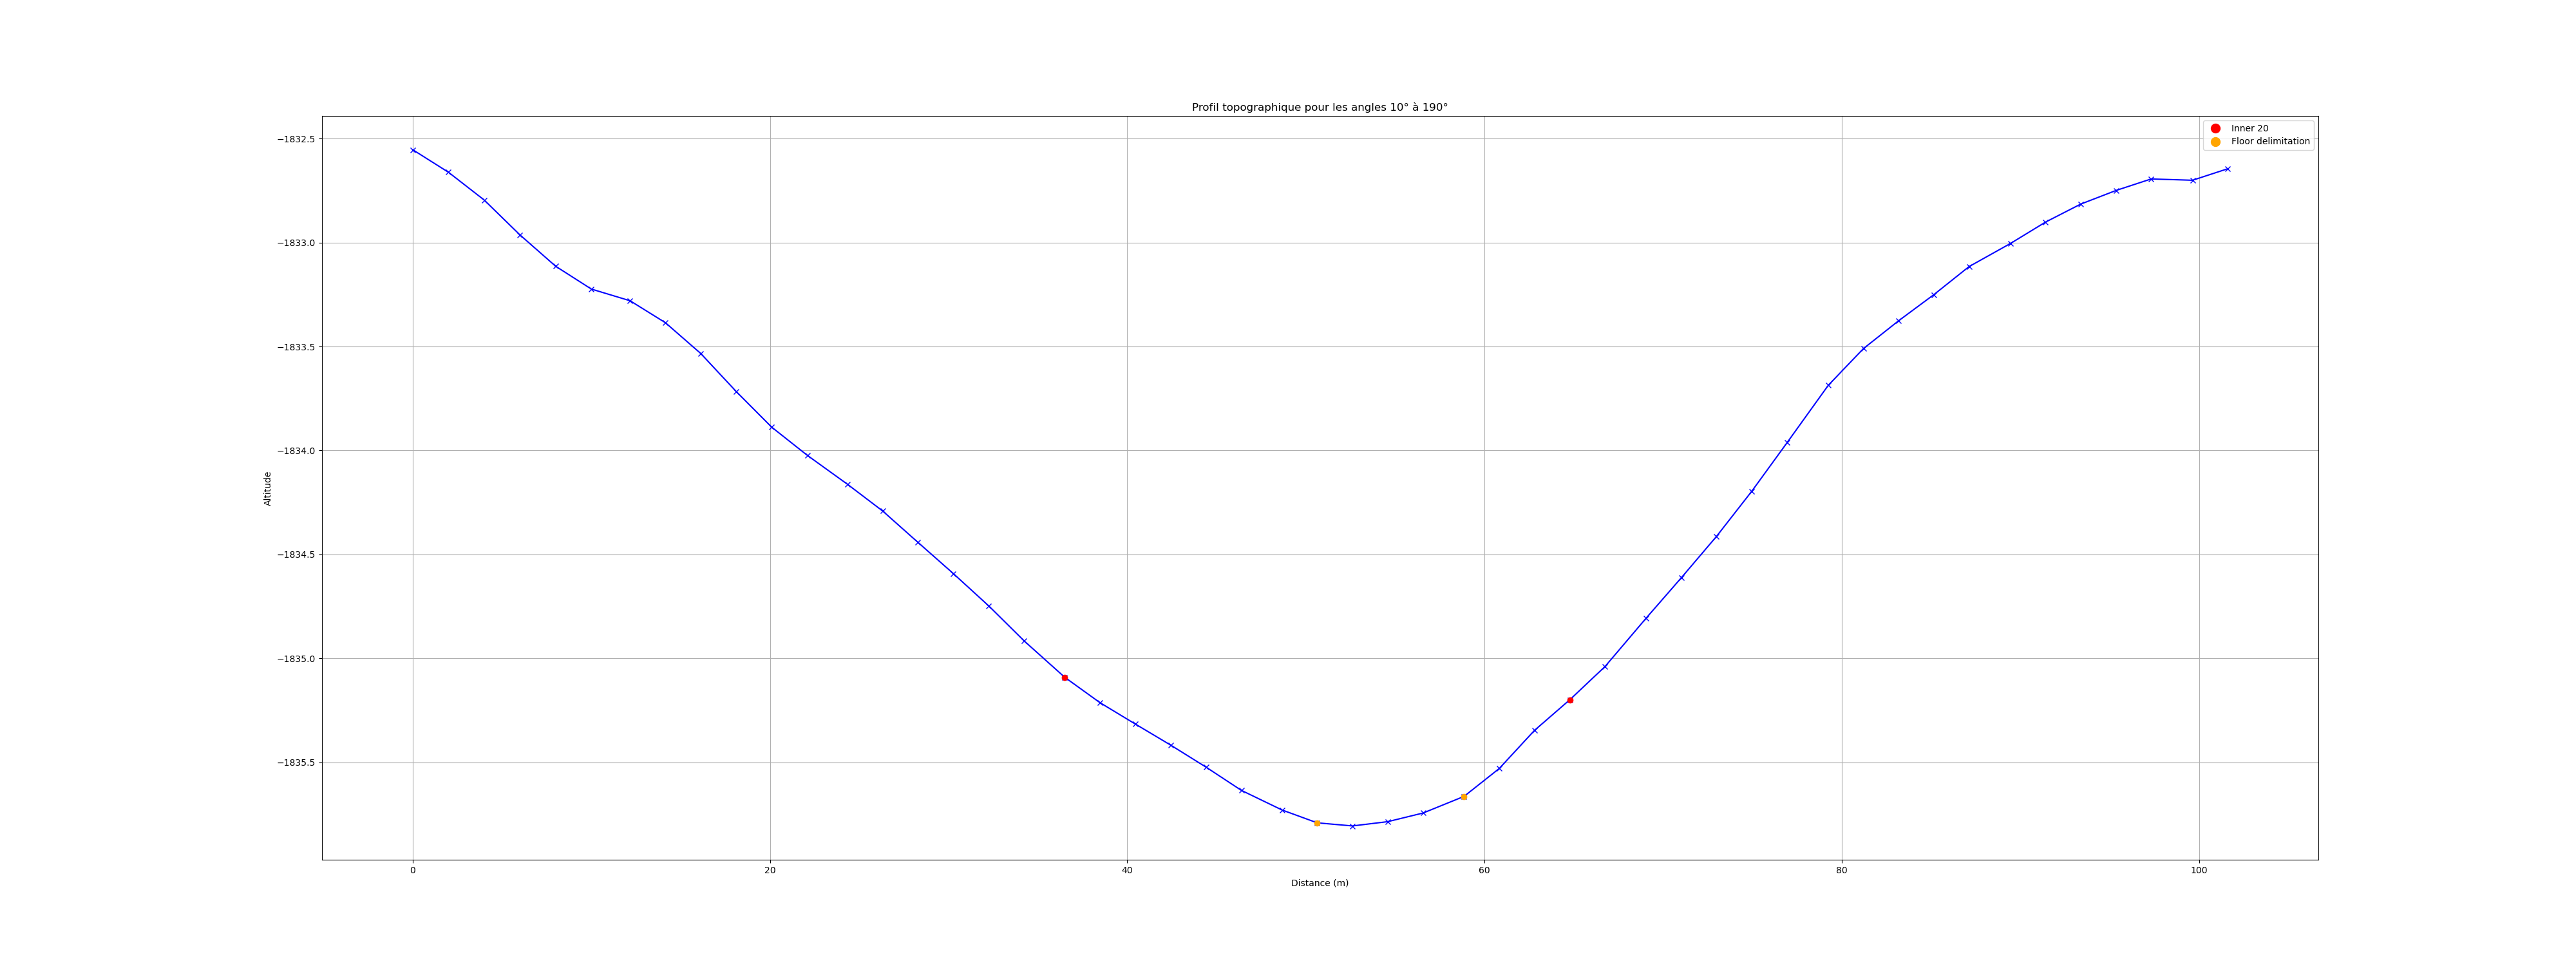 Profil topographique pour les angles 10° à 190°
Inner 20
Floor delimitation
−1832.5
−1833.0
−1833.5
−1834.0
−1834.5
−1835.0
−1835.5
Altitude
0 20 40 60 80 100
Distance (m)